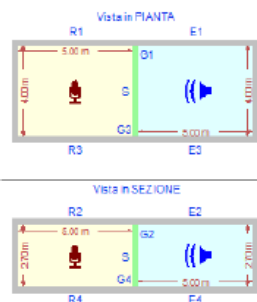 Vista in PIANTA
R1 E1
5.00 m G1
4.00 m S 4.00 m
G3 5.00 m
R3 E3
Vista in SEZIONE
R2 E2
5.00 m G2
2.70 m S 2.70 m
G4 5.00 m
R4 E4